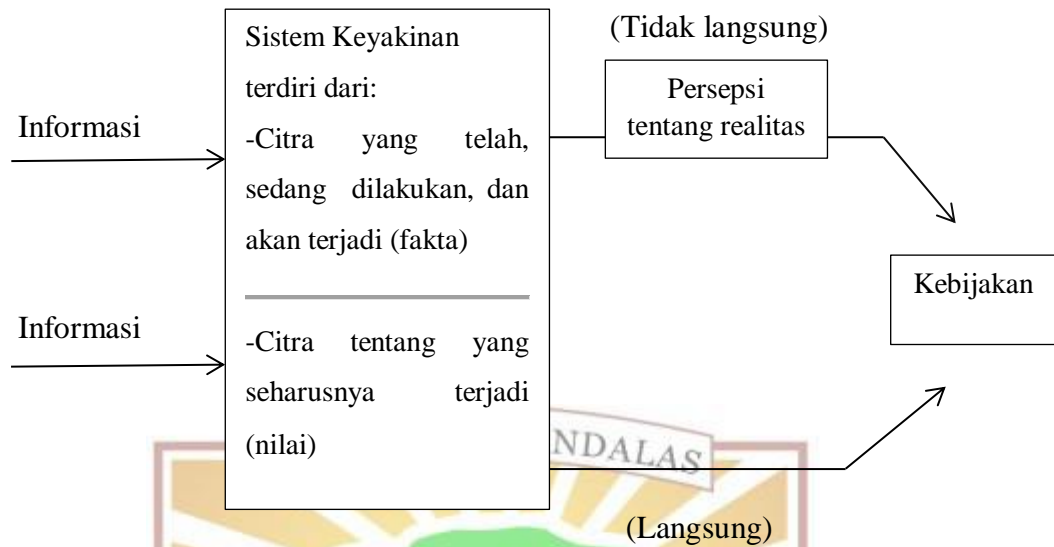 Informasi
Informasi
Sistem Keyakinan
terdiri dari:
-Citra yang telah,
sedang dilakukan, dan
akan terjadi (fakta)
-Citra tentang yang
seharusnya terjadi
(nilai)
(Tidak langsung)
Persepsi
tentang realitas
Kebijakan
NDALAS
(Langsung)